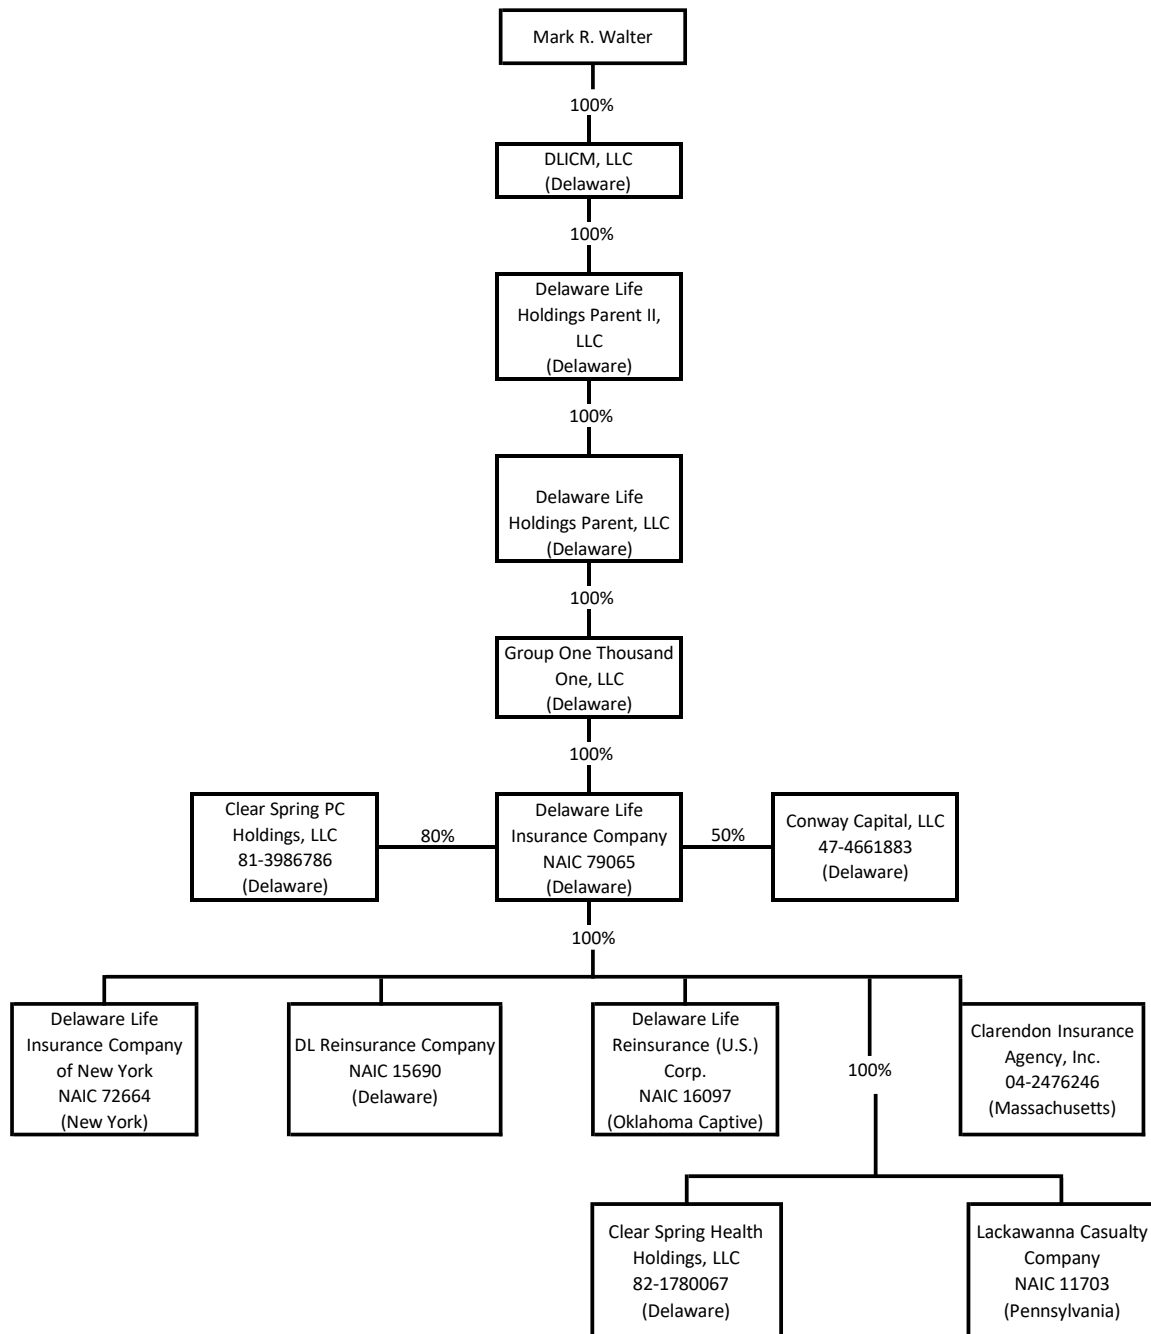 Mark R. Walter
100%
DLICM, LLC
(Delaware)
100%
Delaware Life
Holdings Parent II,
LLC
(Delaware)
100%
Delaware Life
Holdings Parent, LLC
(Delaware)
100%
Group One Thousand
One, LLC
(Delaware)
100%
Clear Spring PC
Holdings, LLC
81-3986786
(Delaware)
80%
Delaware Life
Insurance Company
NAIC 79065
(Delaware)
50%
Conway Capital, LLC
47-4661883
(Delaware)
100%
Delaware Life
Insurance Company
of New York
NAIC 72664
(New York)
DL Reinsurance Company
NAIC 15690
(Delaware)
Delaware Life
Reinsurance (U.S.)
Corp.
NAIC 16097
(Oklahoma Captive)
100%
Clarendon Insurance
Agency, Inc.
04-2476246
(Massachusetts)
Clear Spring Health
Holdings, LLC
82-1780067
(Delaware)
Lackawanna Casualty
Company
NAIC 11703
(Pennsylvania)